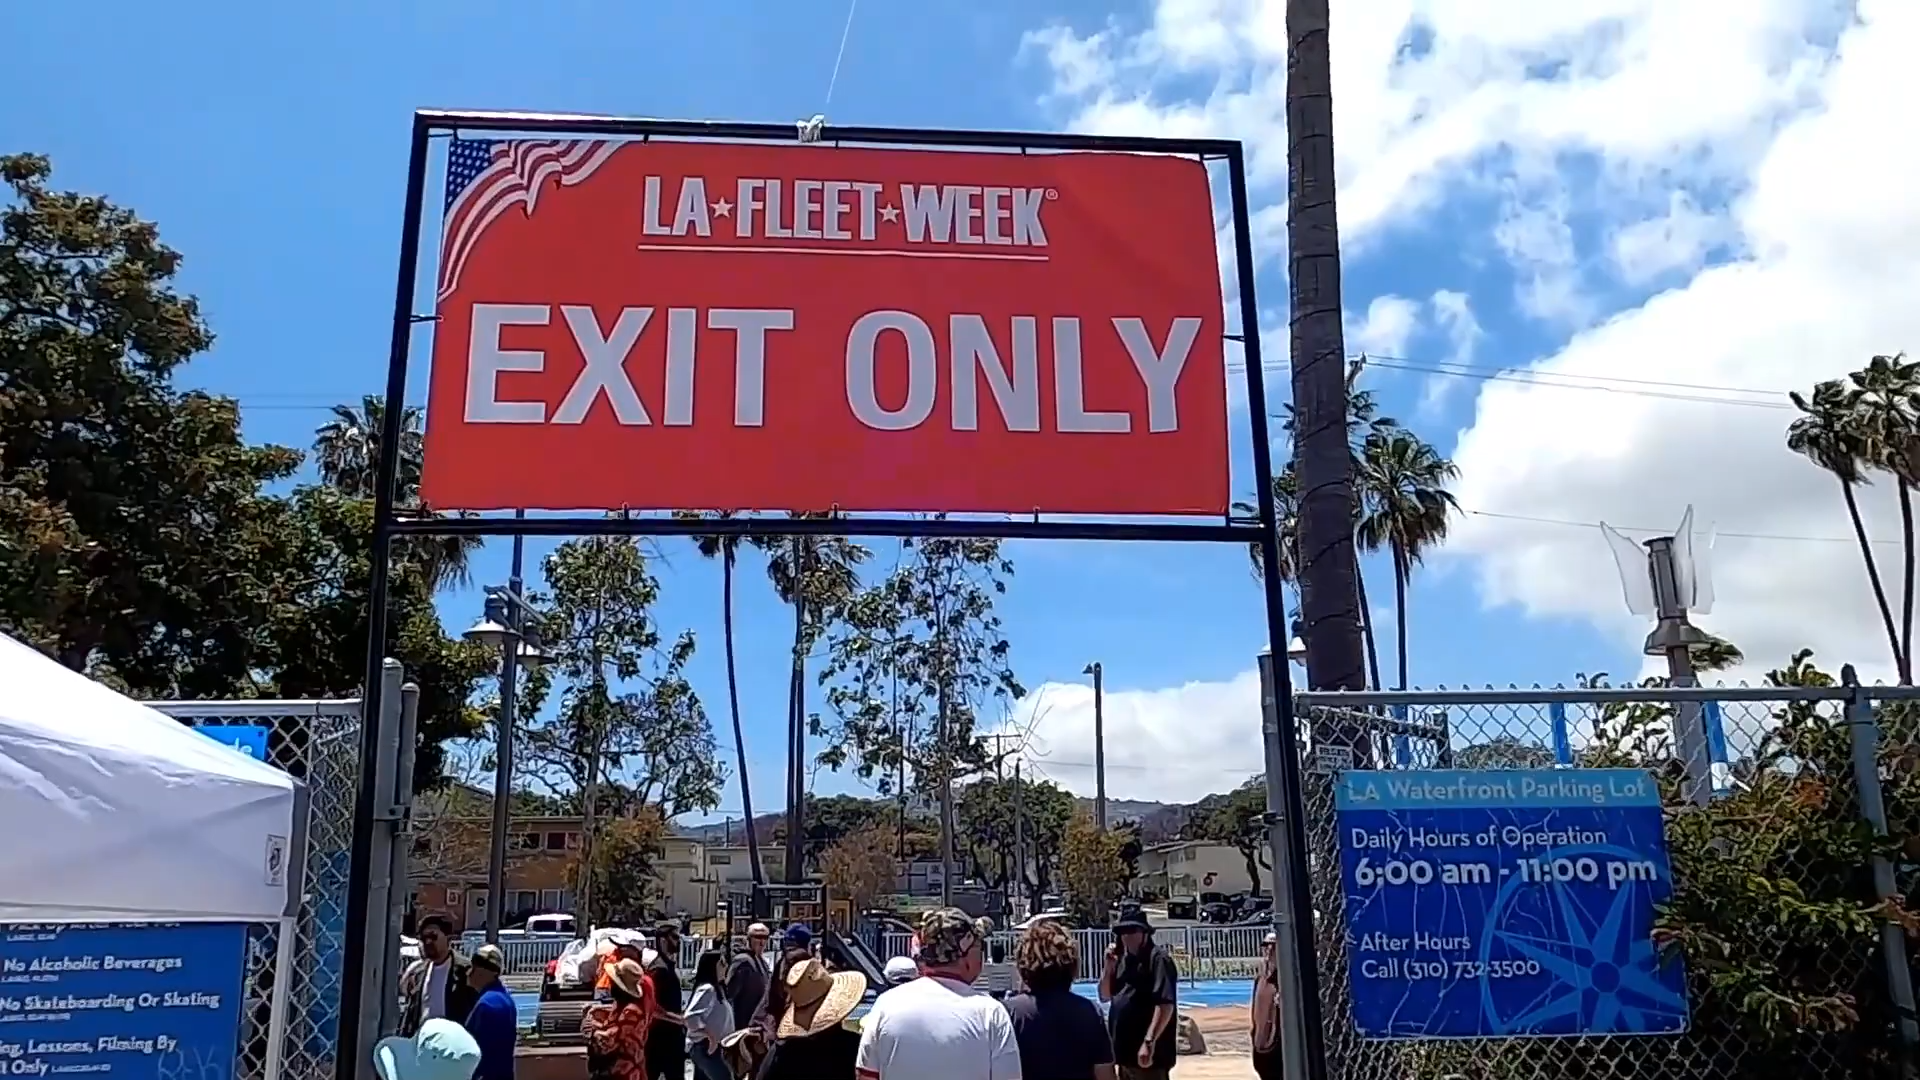 LA★FLEET★WEEK®
EXIT ONLY
LA Waterfront Parking Lot
Daily Hours of Operation
6:00 am - 11:00 pm
After Hours
Call (310) 732-3500
No Alcoholic Beverages
No Skateboarding Or Skating
Lessons, Filming By
Only